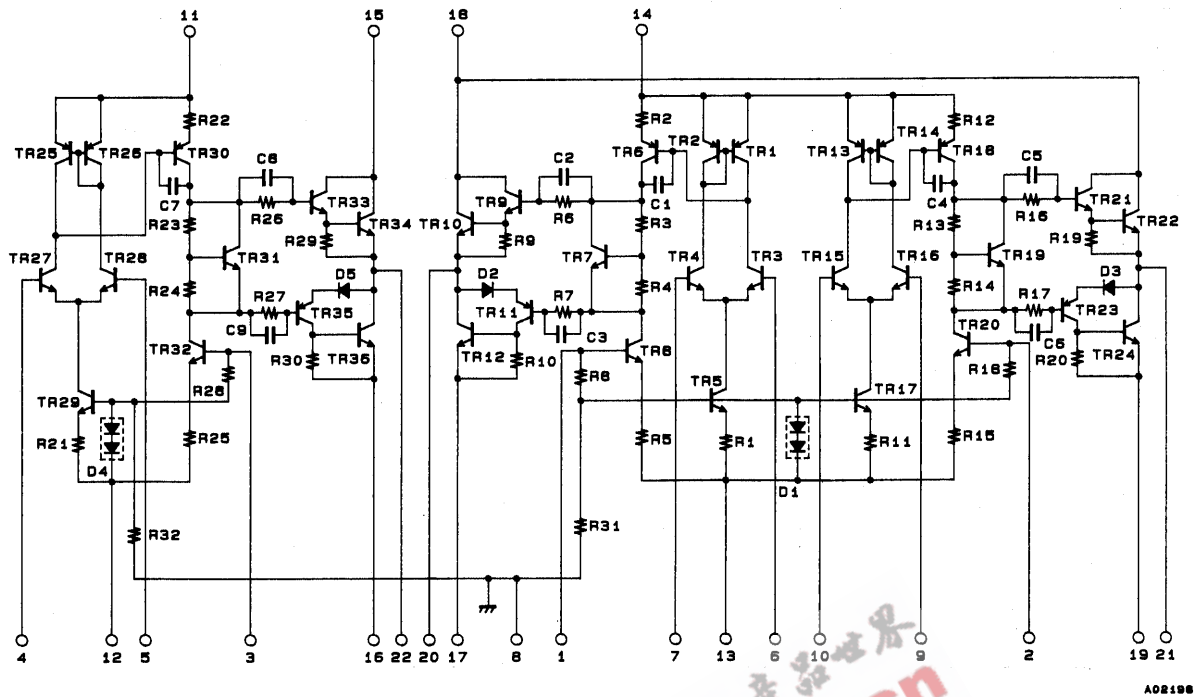 11 15 18 14
R22 R2 R12
TR25 TR26 TR30 TR6 TR2 TR1 TR13 TR14 TR18
C8 C2 C5
C7 C1 C4
R26 TR33 TR9 R6 R16 TR21
R23 TR34 TR10 R3 R13 TR22
R29 R9 R19
TR27 TR28 TR31 TR7 TR4 TR3 TR15 TR16 TR19
R24 D5 D2 R4 R14 D3
R27 TR35 TR11 R7 R17 TR23
C9 C3 C6
TR32 R30 TR36 TR12 R10 TR8 TR20 R20 TR24
R28 R8 R18
TR29 TR5 TR17
R21 R25 R5 R1 R11 R15
D4 D1
R32 R31
4 12 5 3 16 22 20 17 8 1 7 13 6 10 9 2 19 21
音响世界
A02198